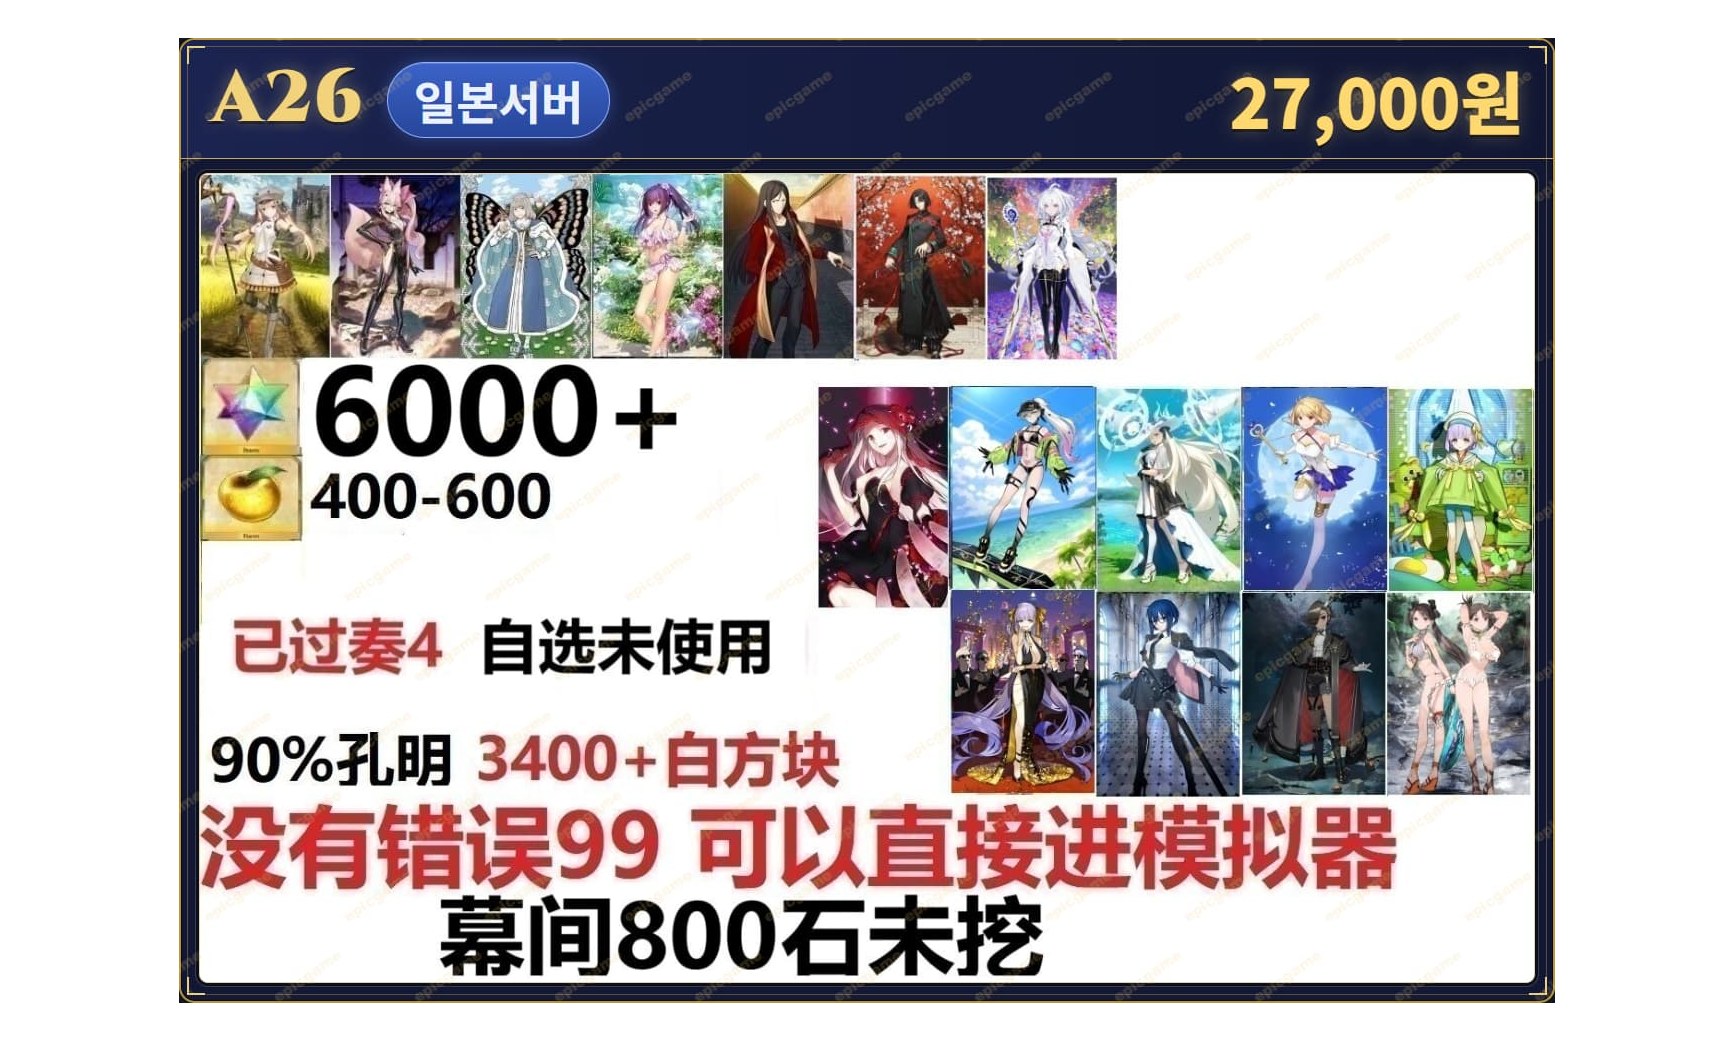 A26 일본서버 27,000원
6000+
400-600
已过奏4 自选未使用
90%孔明 3400+白方块
没有错误99 可以直接进模拟器
幕间800石未挖
epicgame